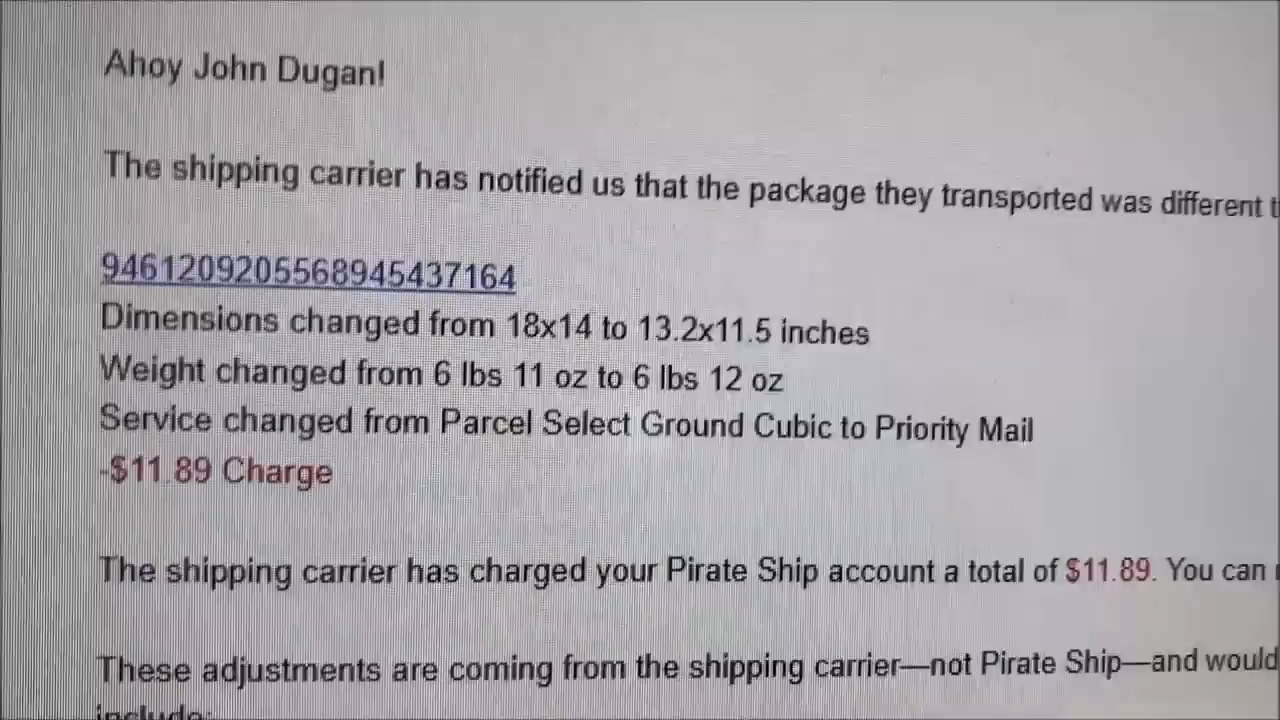 Ahoy John Dugan!
The shipping carrier has notified us that the package they transported was different
9461209205568945437164
Dimensions changed from 18x14 to 13.2x11.5 inches
Weight changed from 6 lbs 11 oz to 6 lbs 12 oz
Service changed from Parcel Select Ground Cubic to Priority Mail
-$11.89 Charge
The shipping carrier has charged your Pirate Ship account a total of $11.89. You can
These adjustments are coming from the shipping carrier—not Pirate Ship—and would
include: